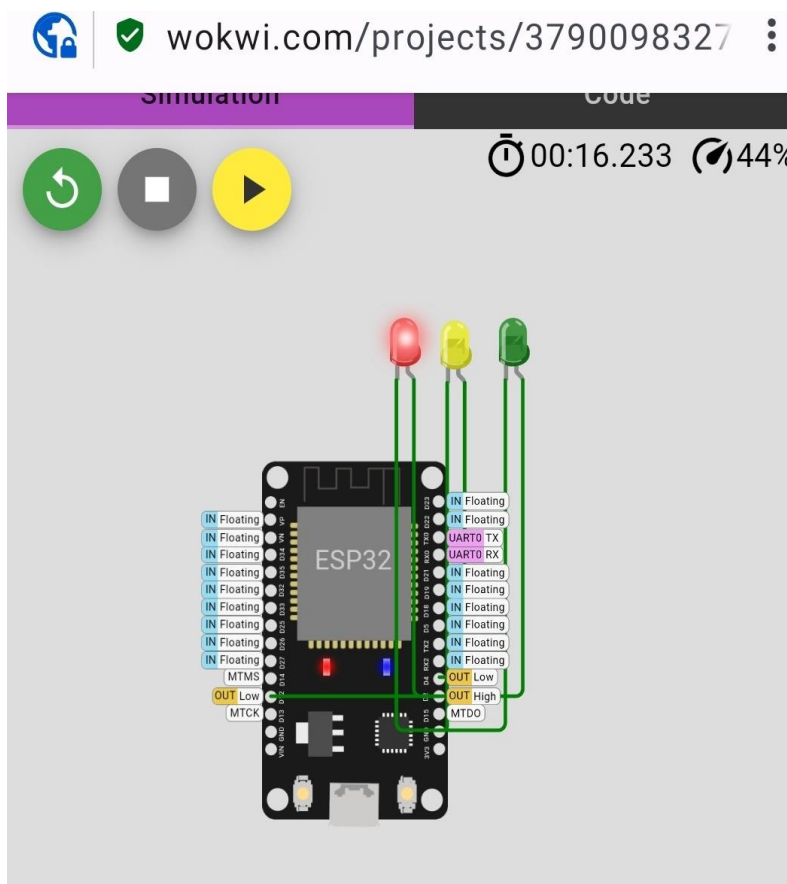 wokwi.com/projects/3790098327
Simulation Code
00:16.233 44%
ESP32
EN
IN Floating VP
IN Floating VN
IN Floating D34
IN Floating D35
IN Floating D32
IN Floating D33
IN Floating D25
IN Floating D26
IN Floating D27
MTMS D14
OUT Low
MTCK D13
GND
VIN
D23 IN Floating
D22 IN Floating
TX0 UART0 TX
RX0 UART0 RX
D21 IN Floating
D19 IN Floating
D18 IN Floating
D5 IN Floating
TX2 IN Floating
RX2 IN Floating
D4 OUT Low
OUT High
D15 MTDO
GND
3V3